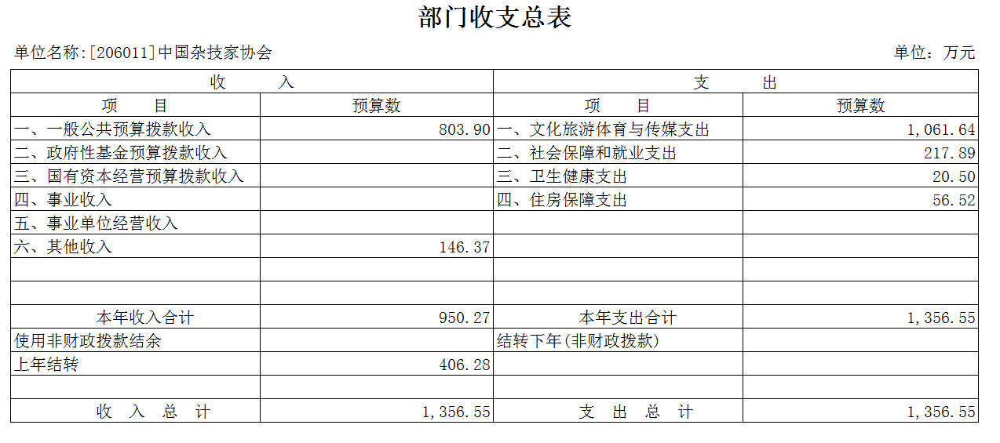 部门收支总表
单位名称:[206011]中国杂技家协会 单位：万元
收 入 支 出
项 目 预算数 项 目 预算数
一、一般公共预算拨款收入 803.90 一、文化旅游体育与传媒支出 1,061.64
二、政府性基金预算拨款收入 二、社会保障和就业支出 217.89
三、国有资本经营预算拨款收入 三、卫生健康支出 20.50
四、事业收入 四、住房保障支出 56.52
五、事业单位经营收入
六、其他收入 146.37
本年收入合计 950.27 本年支出合计 1,356.55
使用非财政拨款结余 结转下年(非财政拨款)
上年结转 406.28
收 入 总 计 1,356.55 支 出 总 计 1,356.55